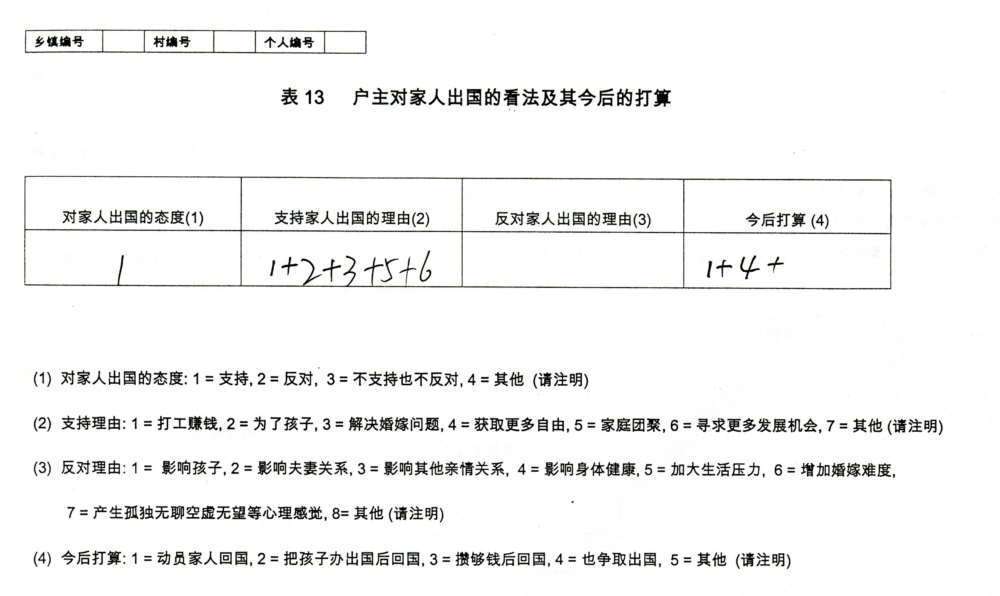 乡镇编号 村编号 个人编号
表 13 户主对家人出国的看法及其今后的打算
对家人出国的态度(1) 支持家人出国的理由(2) 反对家人出国的理由(3) 今后打算 (4)
1 1+2+3+5+6 1+4+
(1) 对家人出国的态度: 1 = 支持, 2 = 反对, 3 = 不支持也不反对, 4 = 其他 (请注明)
(2) 支持理由: 1 = 打工赚钱, 2 = 为了孩子, 3 = 解决婚嫁问题, 4 = 获取更多自由, 5 = 家庭团聚, 6 = 寻求更多发展机会, 7 = 其他 (请注明)
(3) 反对理由: 1 = 影响孩子, 2 = 影响夫妻关系, 3 = 影响其他亲情关系, 4 = 影响身体健康, 5 = 加大生活压力, 6 = 增加婚嫁难度,
7 = 产生孤独无聊空虚无望等心理感觉, 8= 其他 (请注明)
(4) 今后打算: 1 = 动员家人回国, 2 = 把孩子办出国后回国, 3 = 攒够钱后回国, 4 = 也争取出国, 5 = 其他 (请注明)